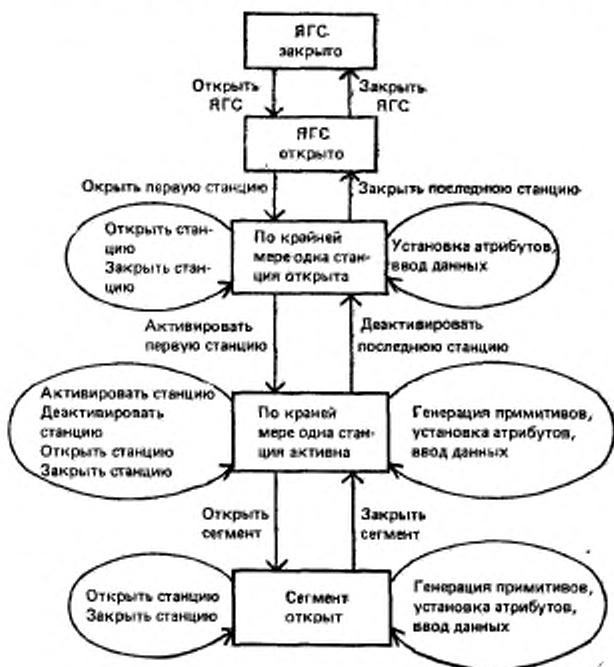 ЯГС
закрыто
Открыть
ЯГС
Закрыть
ЯГС
ЯГС
открыто
Окрыть первую станцию
Закрыть последнюю станцию
Открыть стан-
цию
Закрыть стан-
цию
По крайней
мере одна стан-
ция открыта
Установка атрибутов,
ввод данных
Активировать
первую станцию
Деактивировать
последнюю станцию
Активировать станцию
Деактивировать
станцию
Открыть станцию
Закрыть станцию
По краней
мере одна стан-
ция активна
Генерация примитивов,
установка атрибутов,
ввод данных
Открыть
сегмент
Закрыть
сегмент
Открыть станцию
Закрыть станцию
Сегмент
открыт
Генерация примитивов,
установка атрибутов,
ввод данных